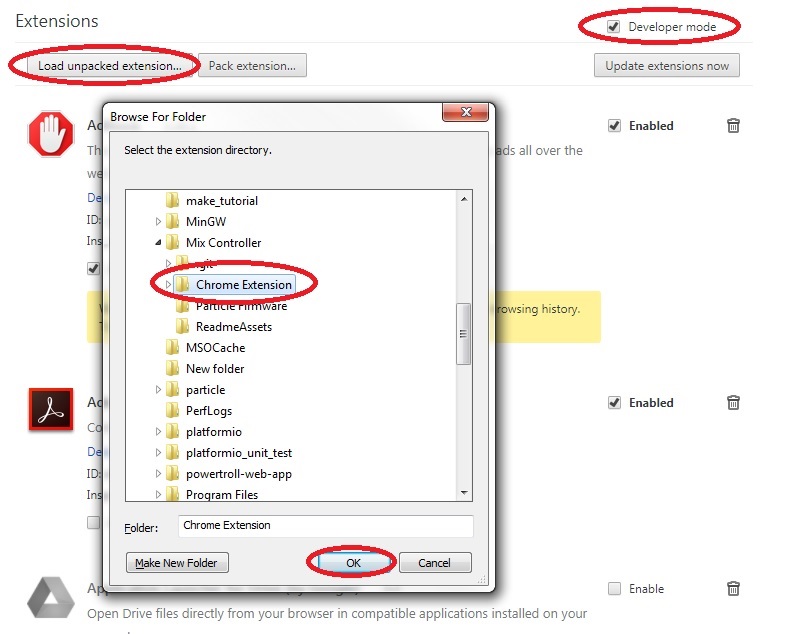 Extensions
Developer mode
Load unpacked extension...
Pack extension...
Update extensions now
Browse For Folder
Select the extension directory.
Ad
Enabled
Th
ads all over the
we
De
ID:
Ins
make_tutorial
MinGW
Mix Controller
.git
Chrome Extension
Particle Firmware
ReadmeAssets
rowsing history.
MSOCache
New folder
particle
PerfLogs
platformio
platformio_unit_test
powertroll-web-app
Program Files
Ad
Enabled
Co
De
ID:
Ins
Folder:
Chrome Extension
Make New Folder
OK
Cancel
Enable
Open Drive files directly from your browser in compatible applications installed on your